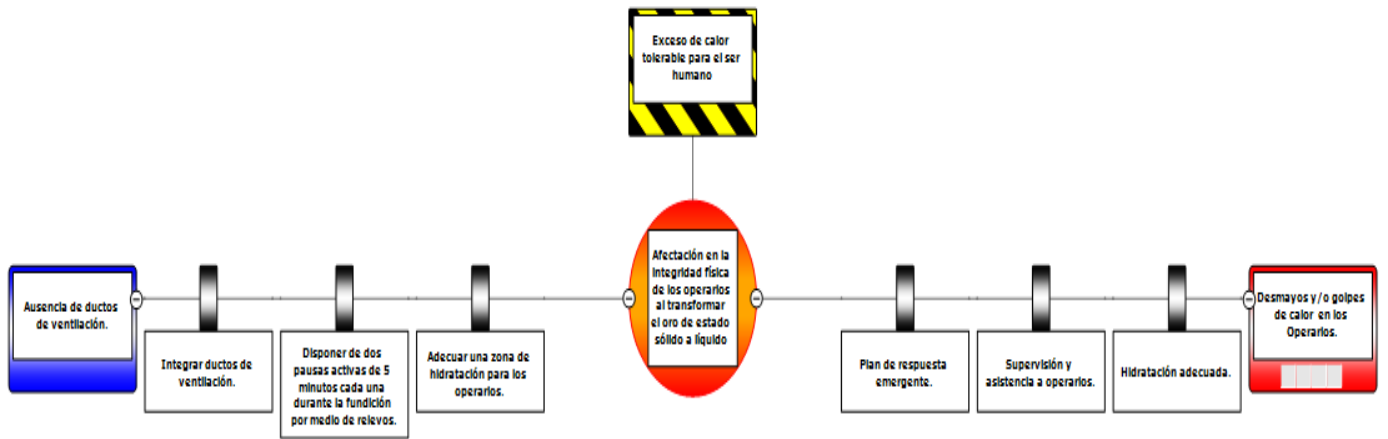 Exceso de calor
tolerable para el ser
humano
Ausencia de ductos
de ventilación.
Integrar ductos de
ventilación.
Disponer de dos
pausas activas de 5
minutos cada una
durante la fundición
por medio de relevos.
Adecuar una zona de
hidratación para los
operarios.
Afectación en la
integridad física
de los operarios
al transformar
el oro de estado
sólido a líquido
Plan de respuesta
emergente.
Supervisión y
asistencia a operarios.
Hidratación adecuada.
Desmayos y/o golpes
de calor en los
Operarios.